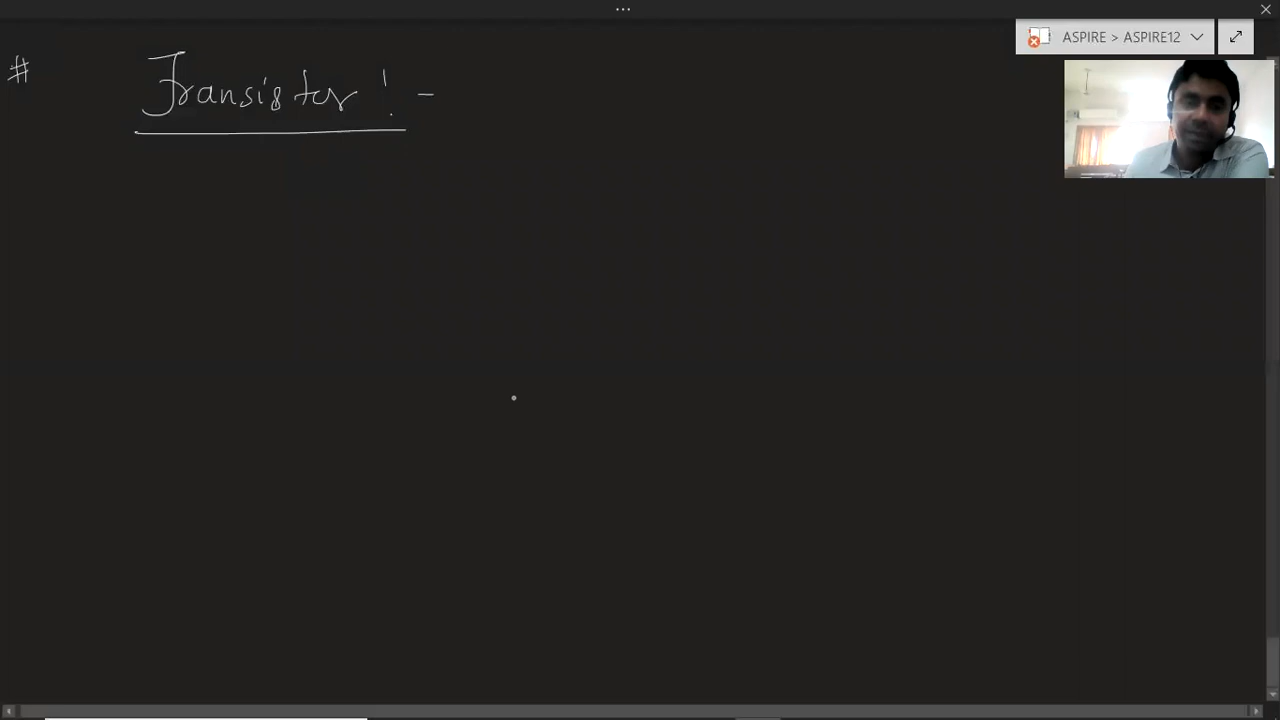 ...
ASPIRE > ASPIRE12
# Transistor ! -